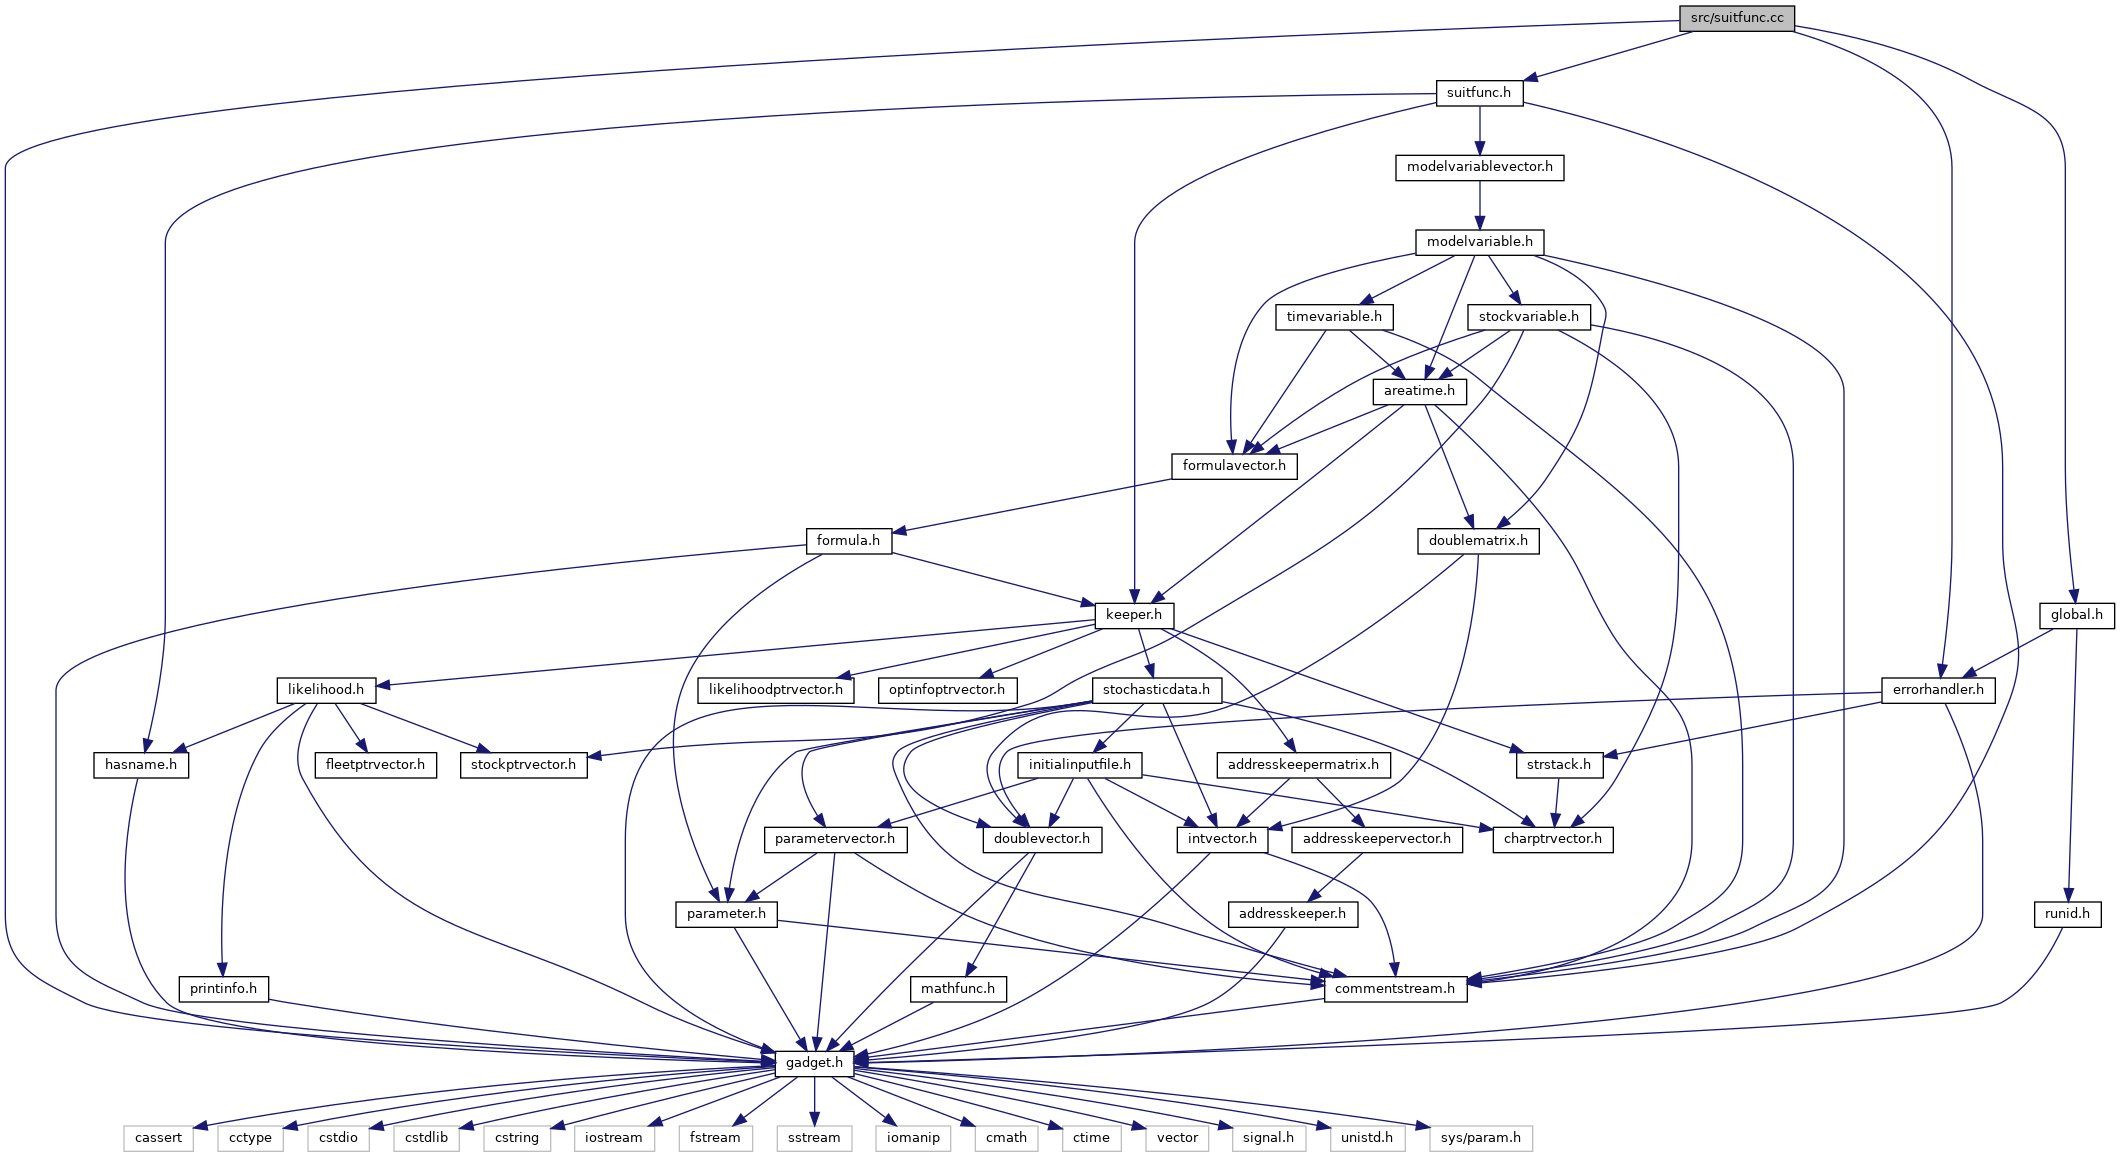 src/suitfunc.cc
suitfunc.h
modelvariablevector.h
modelvariable.h
timevariable.h
stockvariable.h
areatime.h
formulavector.h
formula.h
doublematrix.h
keeper.h
global.h
likelihood.h
likelihoodptrvector.h
optinfoptrvector.h
stochasticdata.h
errorhandler.h
hasname.h
fleetptrvector.h
stockptrvector.h
initialinputfile.h
addresskeepermatrix.h
strstack.h
parametervector.h
doublevector.h
intvector.h
addresskeepervector.h
charptrvector.h
parameter.h
addresskeeper.h
runid.h
printinfo.h
mathfunc.h
commentstream.h
gadget.h
cassert
cctype
cstdio
cstdlib
cstring
iostream
fstream
sstream
iomanip
cmath
ctime
vector
signal.h
unistd.h
sys/param.h